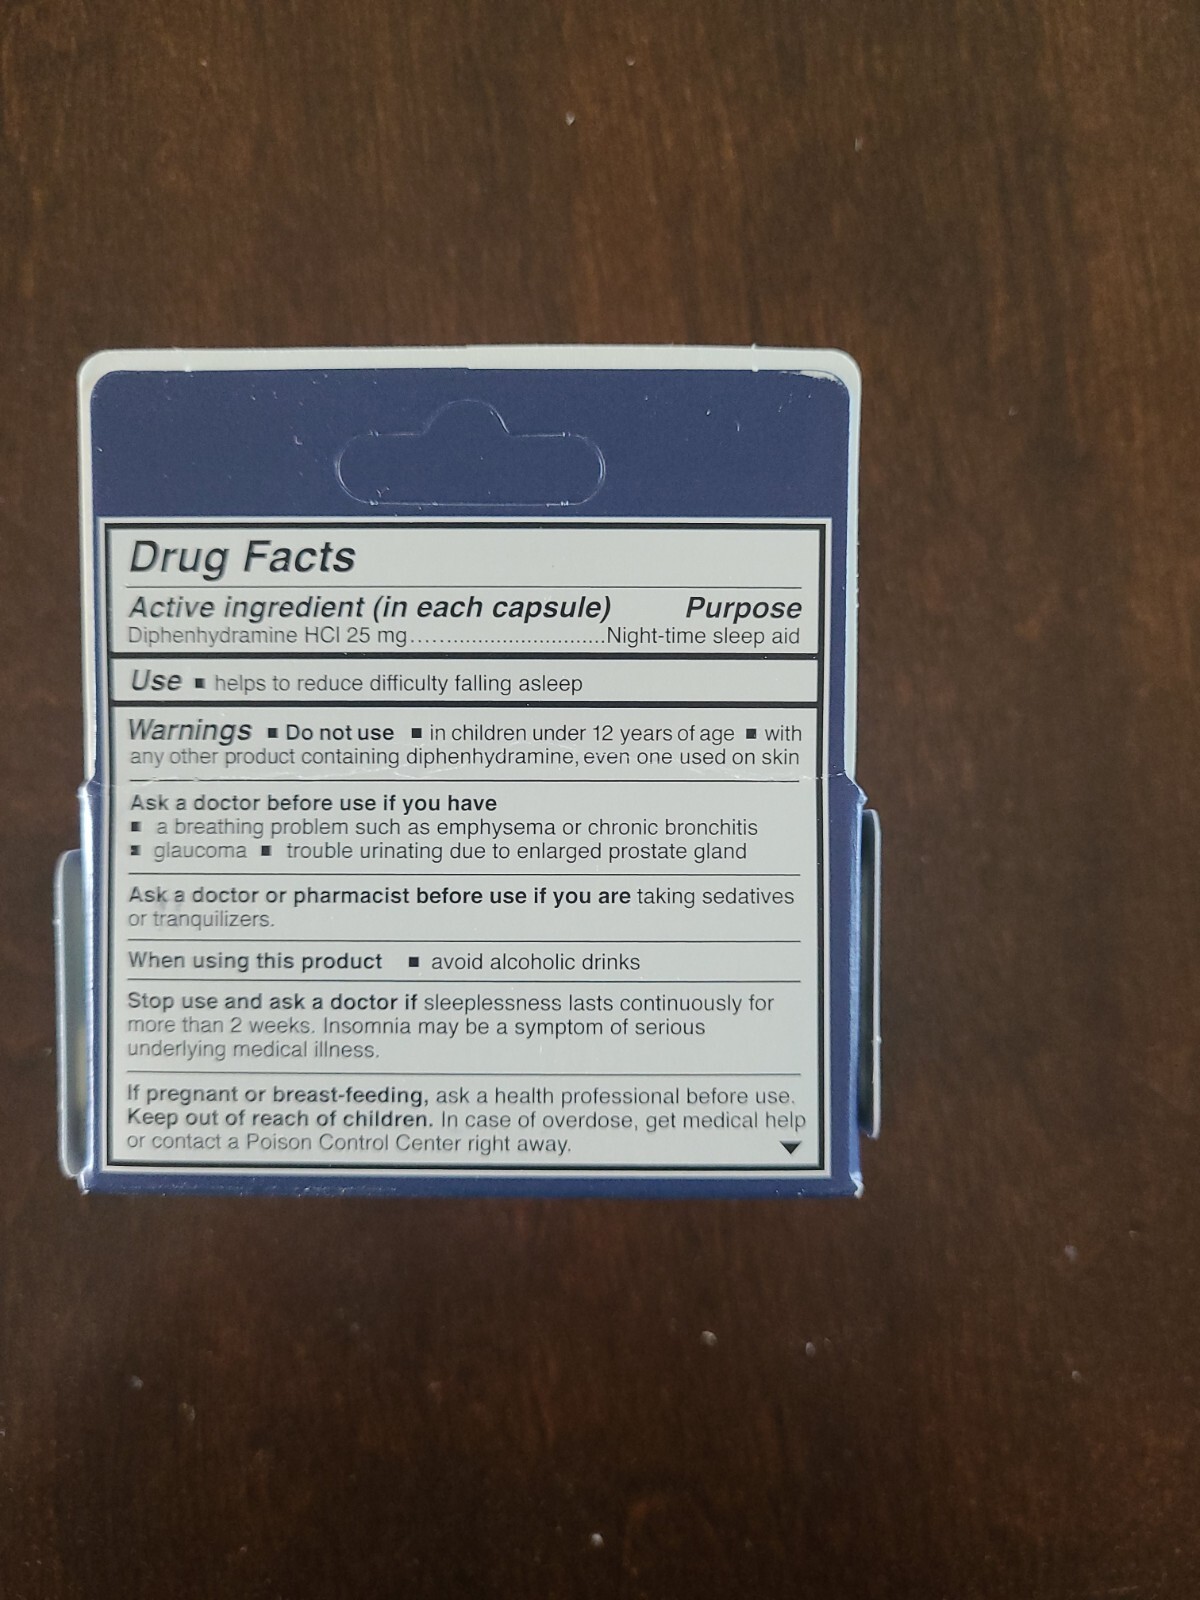 Drug Facts
Active ingredient (in each capsule) Purpose
Diphenhydramine HCl 25 mg.................................Night-time sleep aid
Use ■ helps to reduce difficulty falling asleep
Warnings ■ Do not use ■ in children under 12 years of age ■ with
any other product containing diphenhydramine, even one used on skin
Ask a doctor before use if you have
■ a breathing problem such as emphysema or chronic bronchitis
■ glaucoma ■ trouble urinating due to enlarged prostate gland
Ask a doctor or pharmacist before use if you are taking sedatives
or tranquilizers.
When using this product ■ avoid alcoholic drinks
Stop use and ask a doctor if sleeplessness lasts continuously for
more than 2 weeks. Insomnia may be a symptom of serious
underlying medical illness.
If pregnant or breast-feeding, ask a health professional before use.
Keep out of reach of children. In case of overdose, get medical help
or contact a Poison Control Center right away.